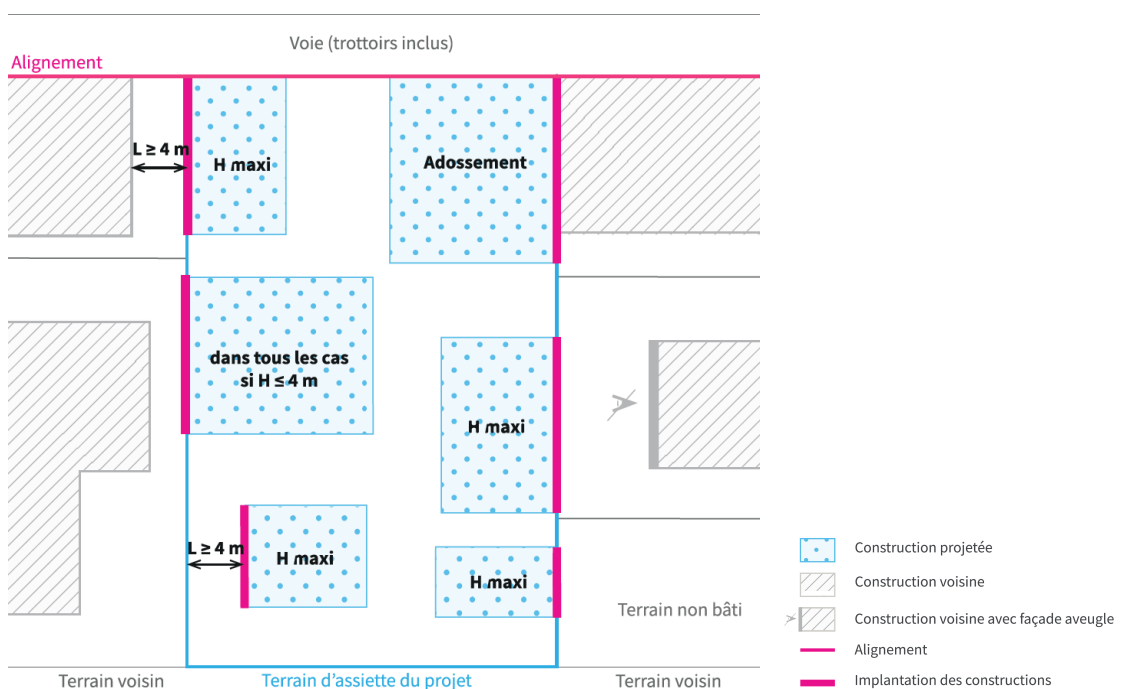 Voie (trottoirs inclus)
Alignement
L ≥ 4 m
H maxi
Adossement
dans tous les cas
si H ≤ 4 m
H maxi
L ≥ 4 m
H maxi
H maxi
Terrain non bâti
Terrain voisin
Terrain d'assiette du projet
Terrain voisin
Construction projetée
Construction voisine
Construction voisine avec façade aveugle
Alignement
Implantation des constructions